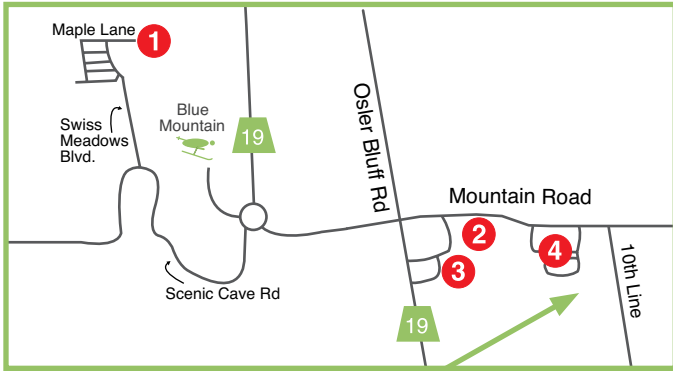 Maple Lane
1
Swiss
Meadows
Blvd.
Blue
Mountain
19
Osler Bluff Rd
Mountain Road
2
3
4
Scenic Cave Rd
19
10th Line